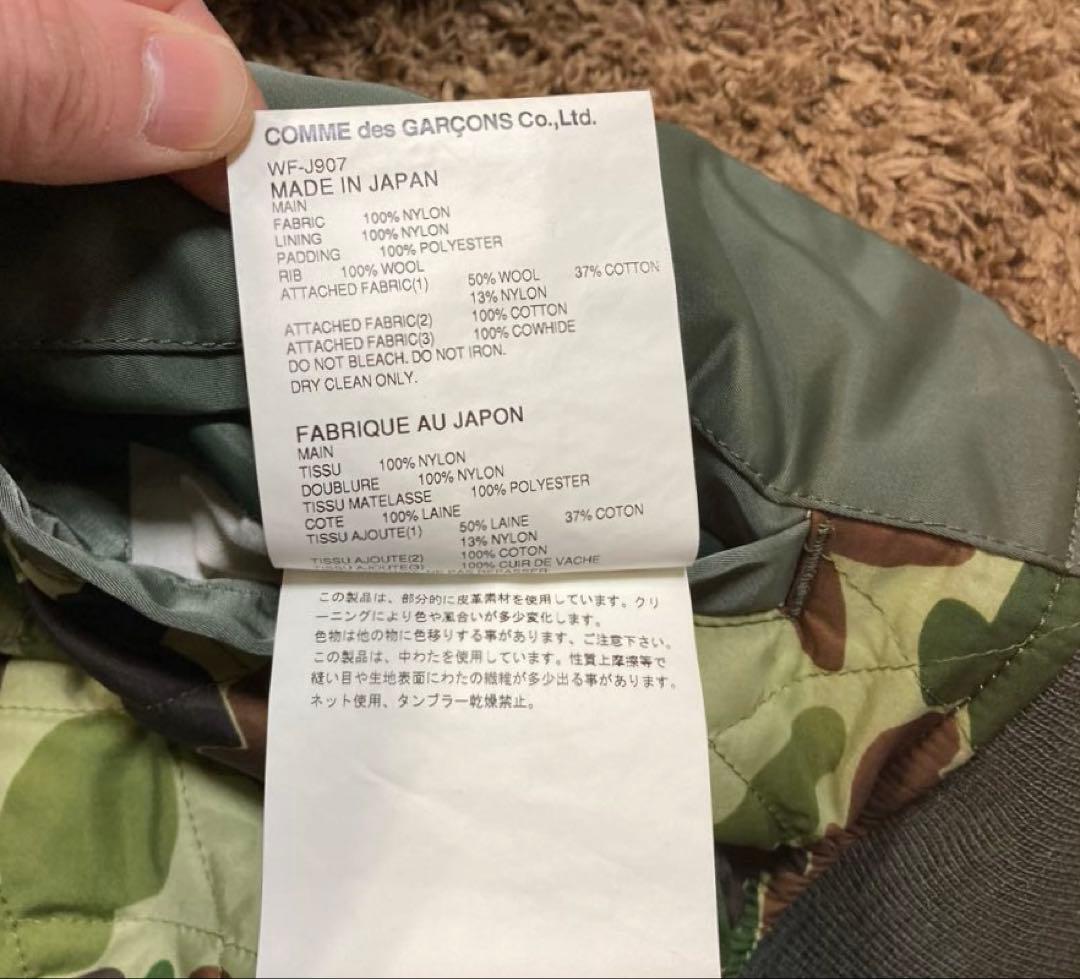 COMME des GARÇONS Co.,Ltd.
WF-J907
MADE IN JAPAN
MAIN
FABRIC 100% NYLON
LINING 100% NYLON
PADDING 100% POLYESTER
RIB 100% WOOL
ATTACHED FABRIC(1) 50% WOOL 37% COTTON
13% NYLON
ATTACHED FABRIC(2) 100% COTTON
ATTACHED FABRIC(3) 100% COWHIDE
DO NOT BLEACH. DO NOT IRON.
DRY CLEAN ONLY.
FABRIQUE AU JAPON
MAIN
TISSU 100% NYLON
DOUBLURE 100% NYLON
TISSU MATELASSE 100% POLYESTER
COTE 100% LAINE
TISSU AJOUTE(1) 50% LAINE 37% COTON
13% NYLON
TISSU AJOUTE(2) 100% COTON
TISSU AJOUTE(3) 100% CUIR DE VACHE
NE PAS REPASSER
この製品は、部分的に皮革素材を使用しています。クリ
ーニングにより色や風合いが多少変化します。
色物は他の物に色移りする事があります、ご注意下さい。
この製品は、中わたを使用しています。性質上摩擦等で
縫い目や生地表面にわたの繊維が多少出る事があります。
ネット使用、タンブラー乾燥禁止。